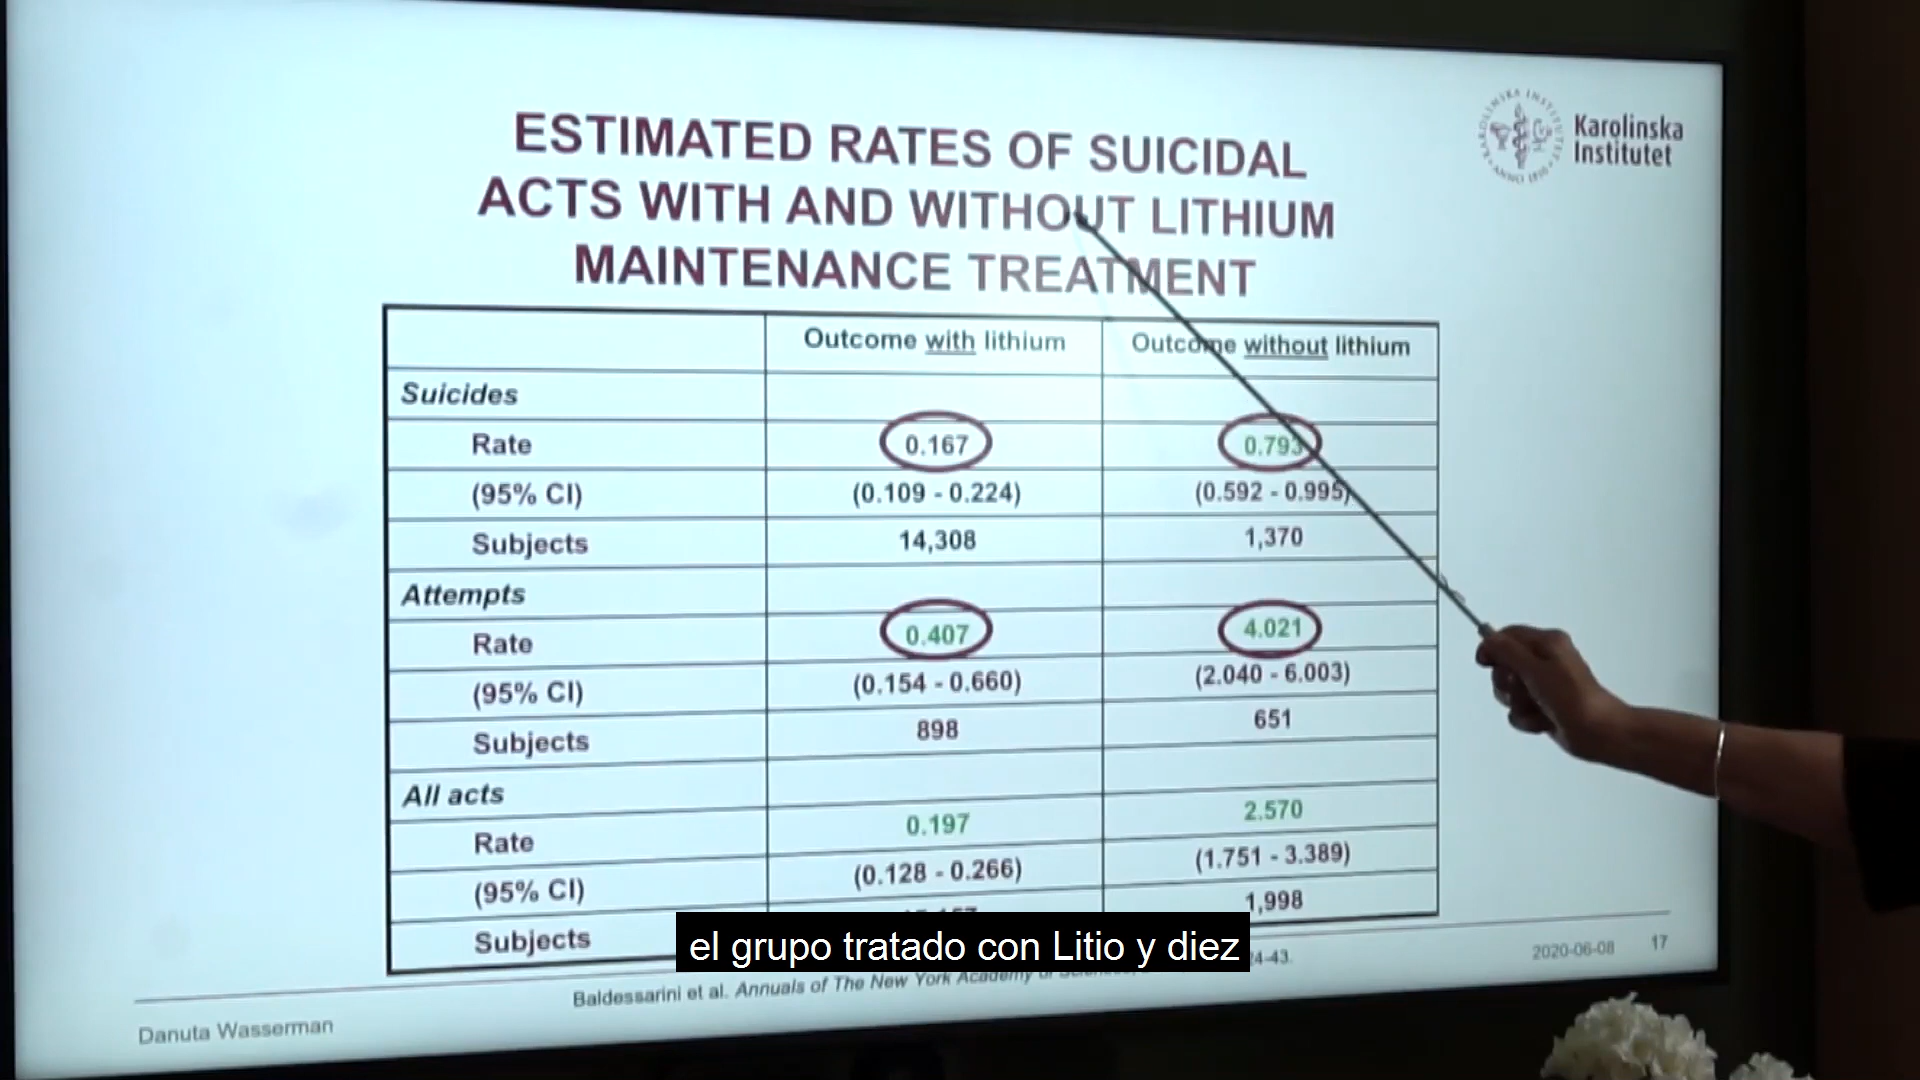 Karolinska
Institutet
ANNO 1810
ESTIMATED RATES OF SUICIDAL
ACTS WITH AND WITHOUT LITHIUM
MAINTENANCE TREATMENT
Outcome with lithium Outcome without lithium
Suicides
Rate 0.167 0.793
(95% CI) (0.109 - 0.224) (0.592 - 0.995)
Subjects 14,308 1,370
Attempts
Rate 0.407 4.021
(95% CI) (0.154 - 0.660) (2.040 - 6.003)
Subjects 898 651
All acts
Rate 0.197 2.570
(95% CI) (0.128 - 0.266) (1.751 - 3.389)
Subjects 1,998
el grupo tratado con Litio y diez
Baldessarini et al. Annuals of The New York Academy 4-43.
2020-06-08 17
Danuta Wasserman